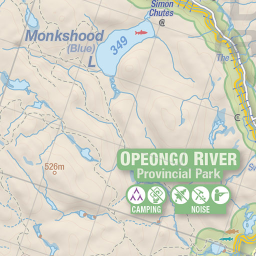 Simon
Chutes
Monkshood
(Blue)
349
L
The
526m
OPEONGO RIVER
Provincial Park
CAMPING
NOISE